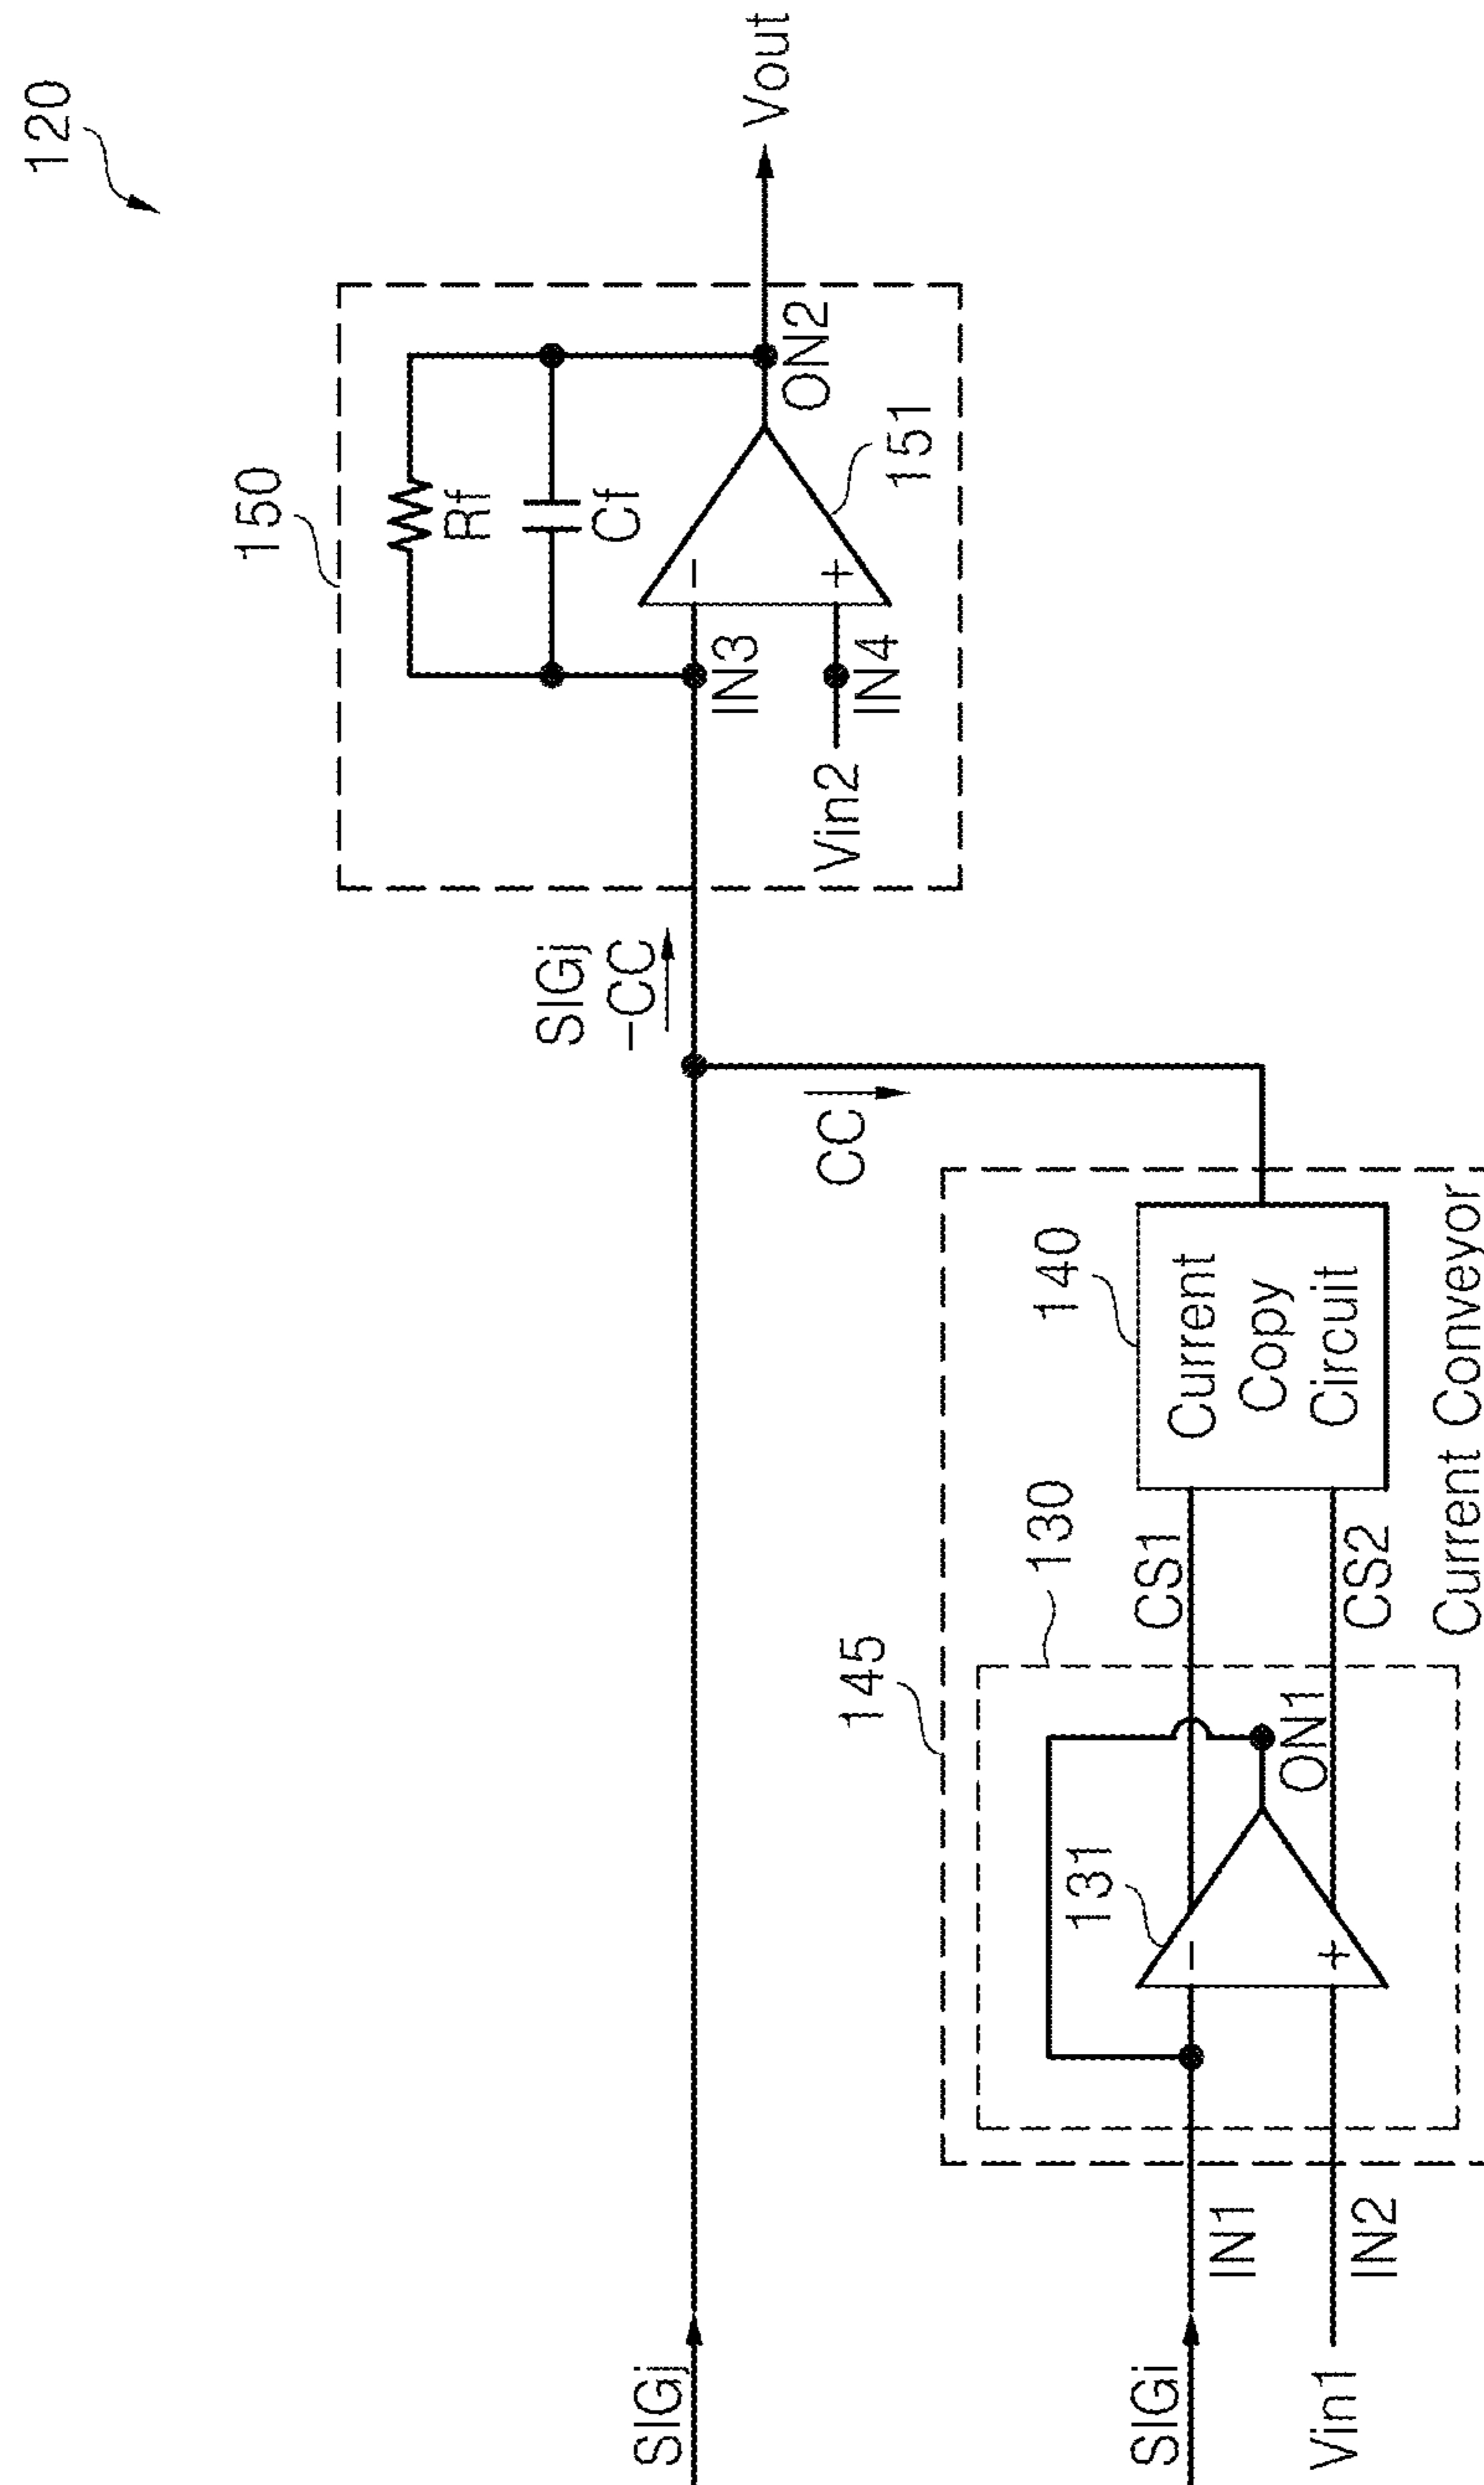 120
150
Rf
Cf
SIGj
-CC
IN3
ON2
Vout
151
Vin2
IN4
−
+
SIGj
CC
145
130
140
131
CS1
Current
Copy
Circuit
SIGi
IN1
−
ON1
Vin1
IN2
+
CS2
Current Conveyor